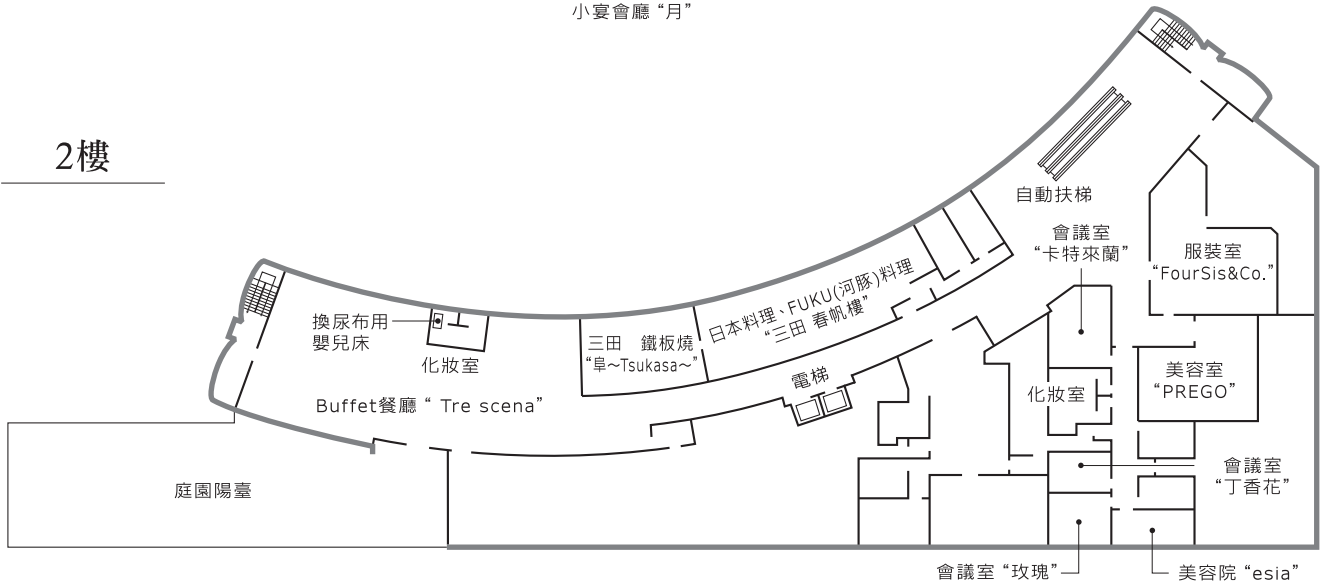 小宴會廳 “月”
2樓
自動扶梯
會議室
“卡特來蘭”
服裝室
“FourSis&Co.”
日本料理、FUKU(河豚)料理
“三田 春帆樓”
換尿布用
嬰兒床
三田　鐵板燒
“阜～Tsukasa～”
化妝室
電梯
美容室
“PREGO”
化妝室
Buffet餐廳 “ Tre scena”
會議室
“丁香花”
庭園陽臺
會議室 “玫瑰”
美容院 “esia”